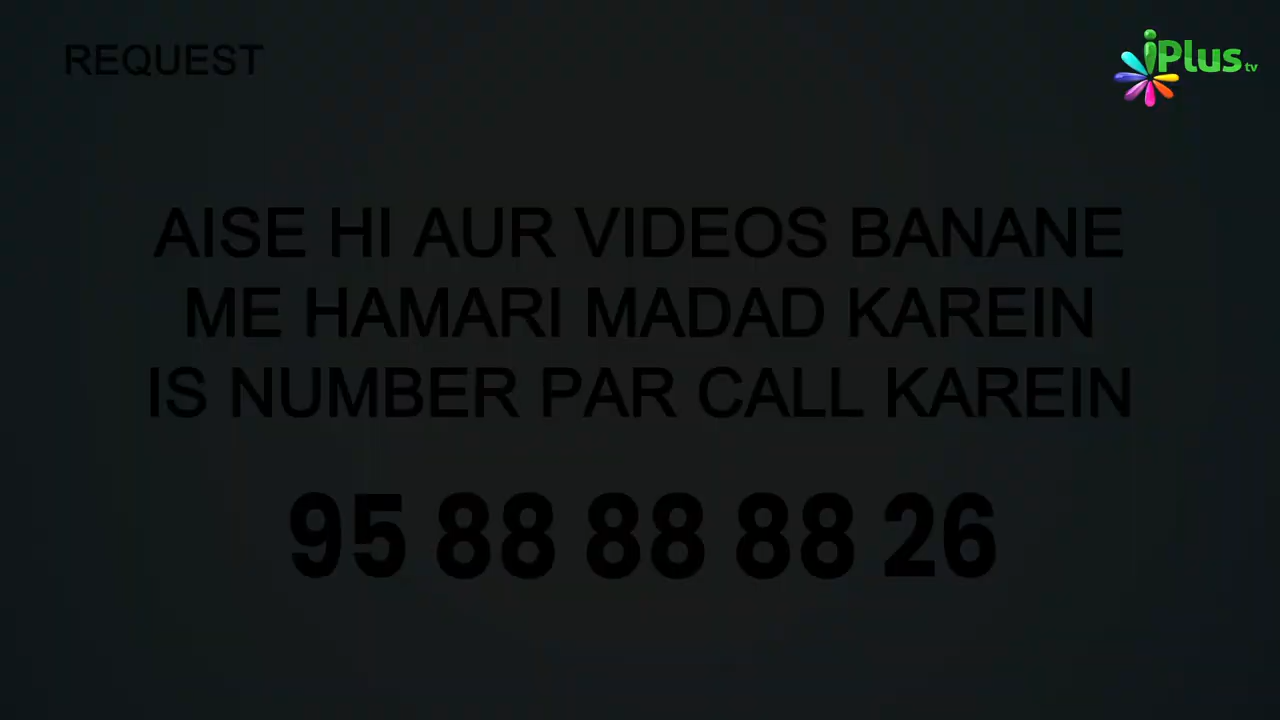 REQUEST
iPlus tv
AISE HI AUR VIDEOS BANANE
ME HAMARI MADAD KAREIN
IS NUMBER PAR CALL KAREIN
95 88 88 88 26